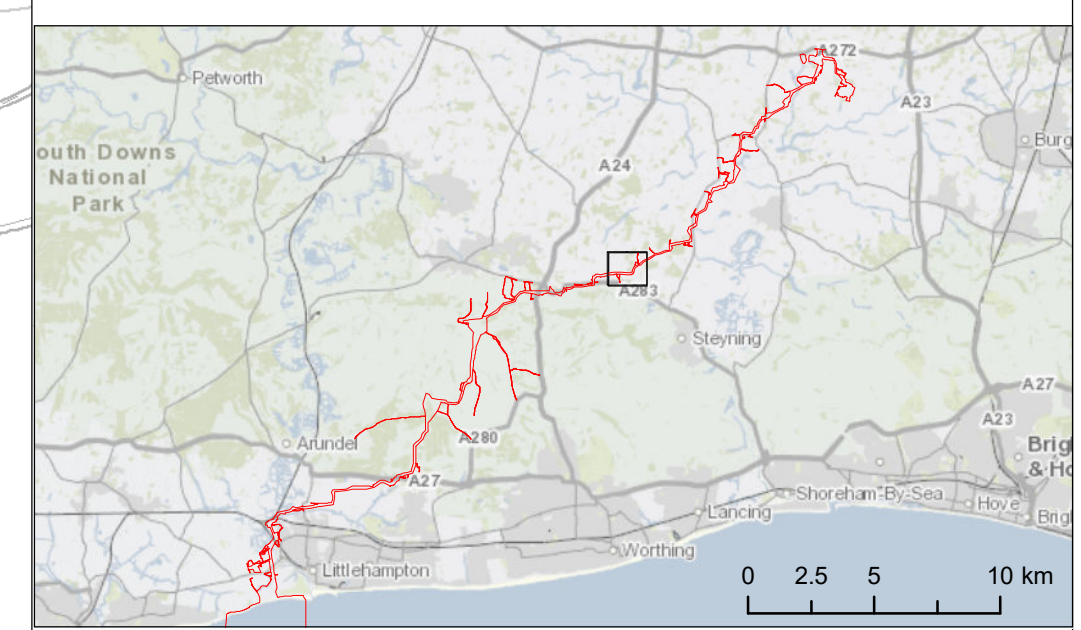 A272
Petworth
A23
Burg
outh Downs
National
Park
A24
A283
Steyning
A27
A23
Arundel
A280
Brig
& Ho
A27
Shoreham-By-Sea
Hove
Lancing
Brig
Worthing
Littlehampton
0 2.5 5 10 km